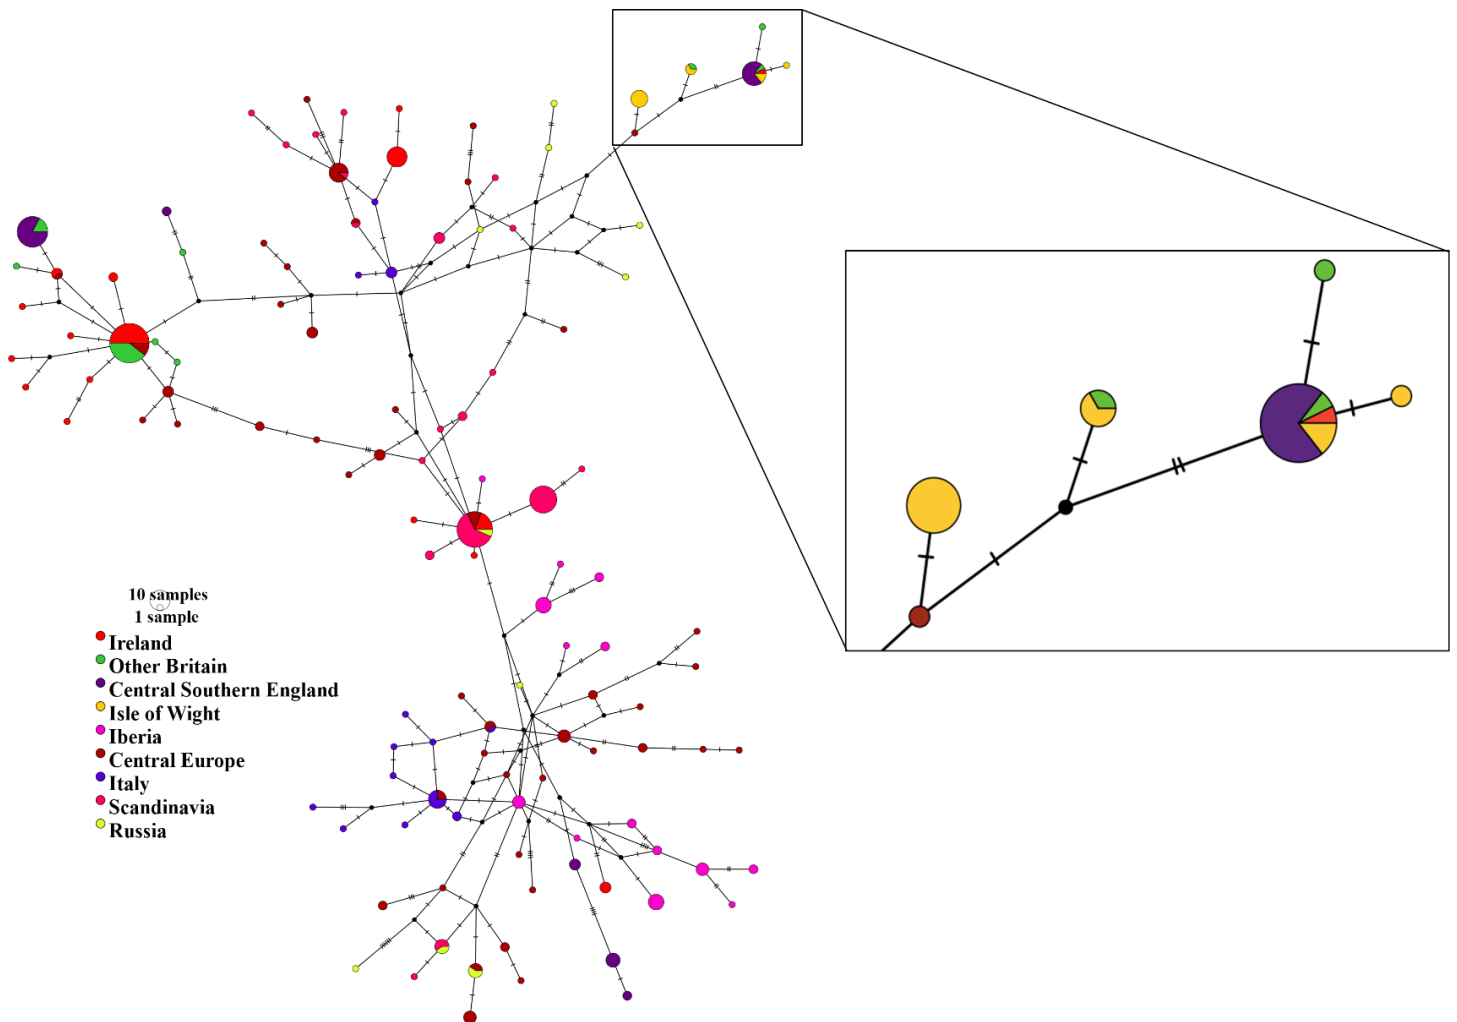 10 samples
1 sample
Ireland
Other Britain
Central Southern England
Isle of Wight
Iberia
Central Europe
Italy
Scandinavia
Russia